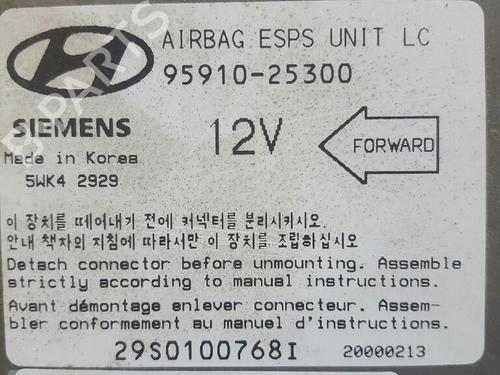 AIRBAG ESPS UNIT LC
95910-25300
SIEMENS
12V
FORWARD
Made in Korea
5WK4 2929
이 장치를 떼어내기 전에 커넥터를 분리시키시오.
안내 책자의 지침에 따라서만 이 장치를 조립하십시오
Detach connector before unmounting. Assemble
strictly according to manual instructions.
Avant démontage enlever connecteur. Assem-
bler conformement au manuel d'instructions.
29S0100768I
20000213